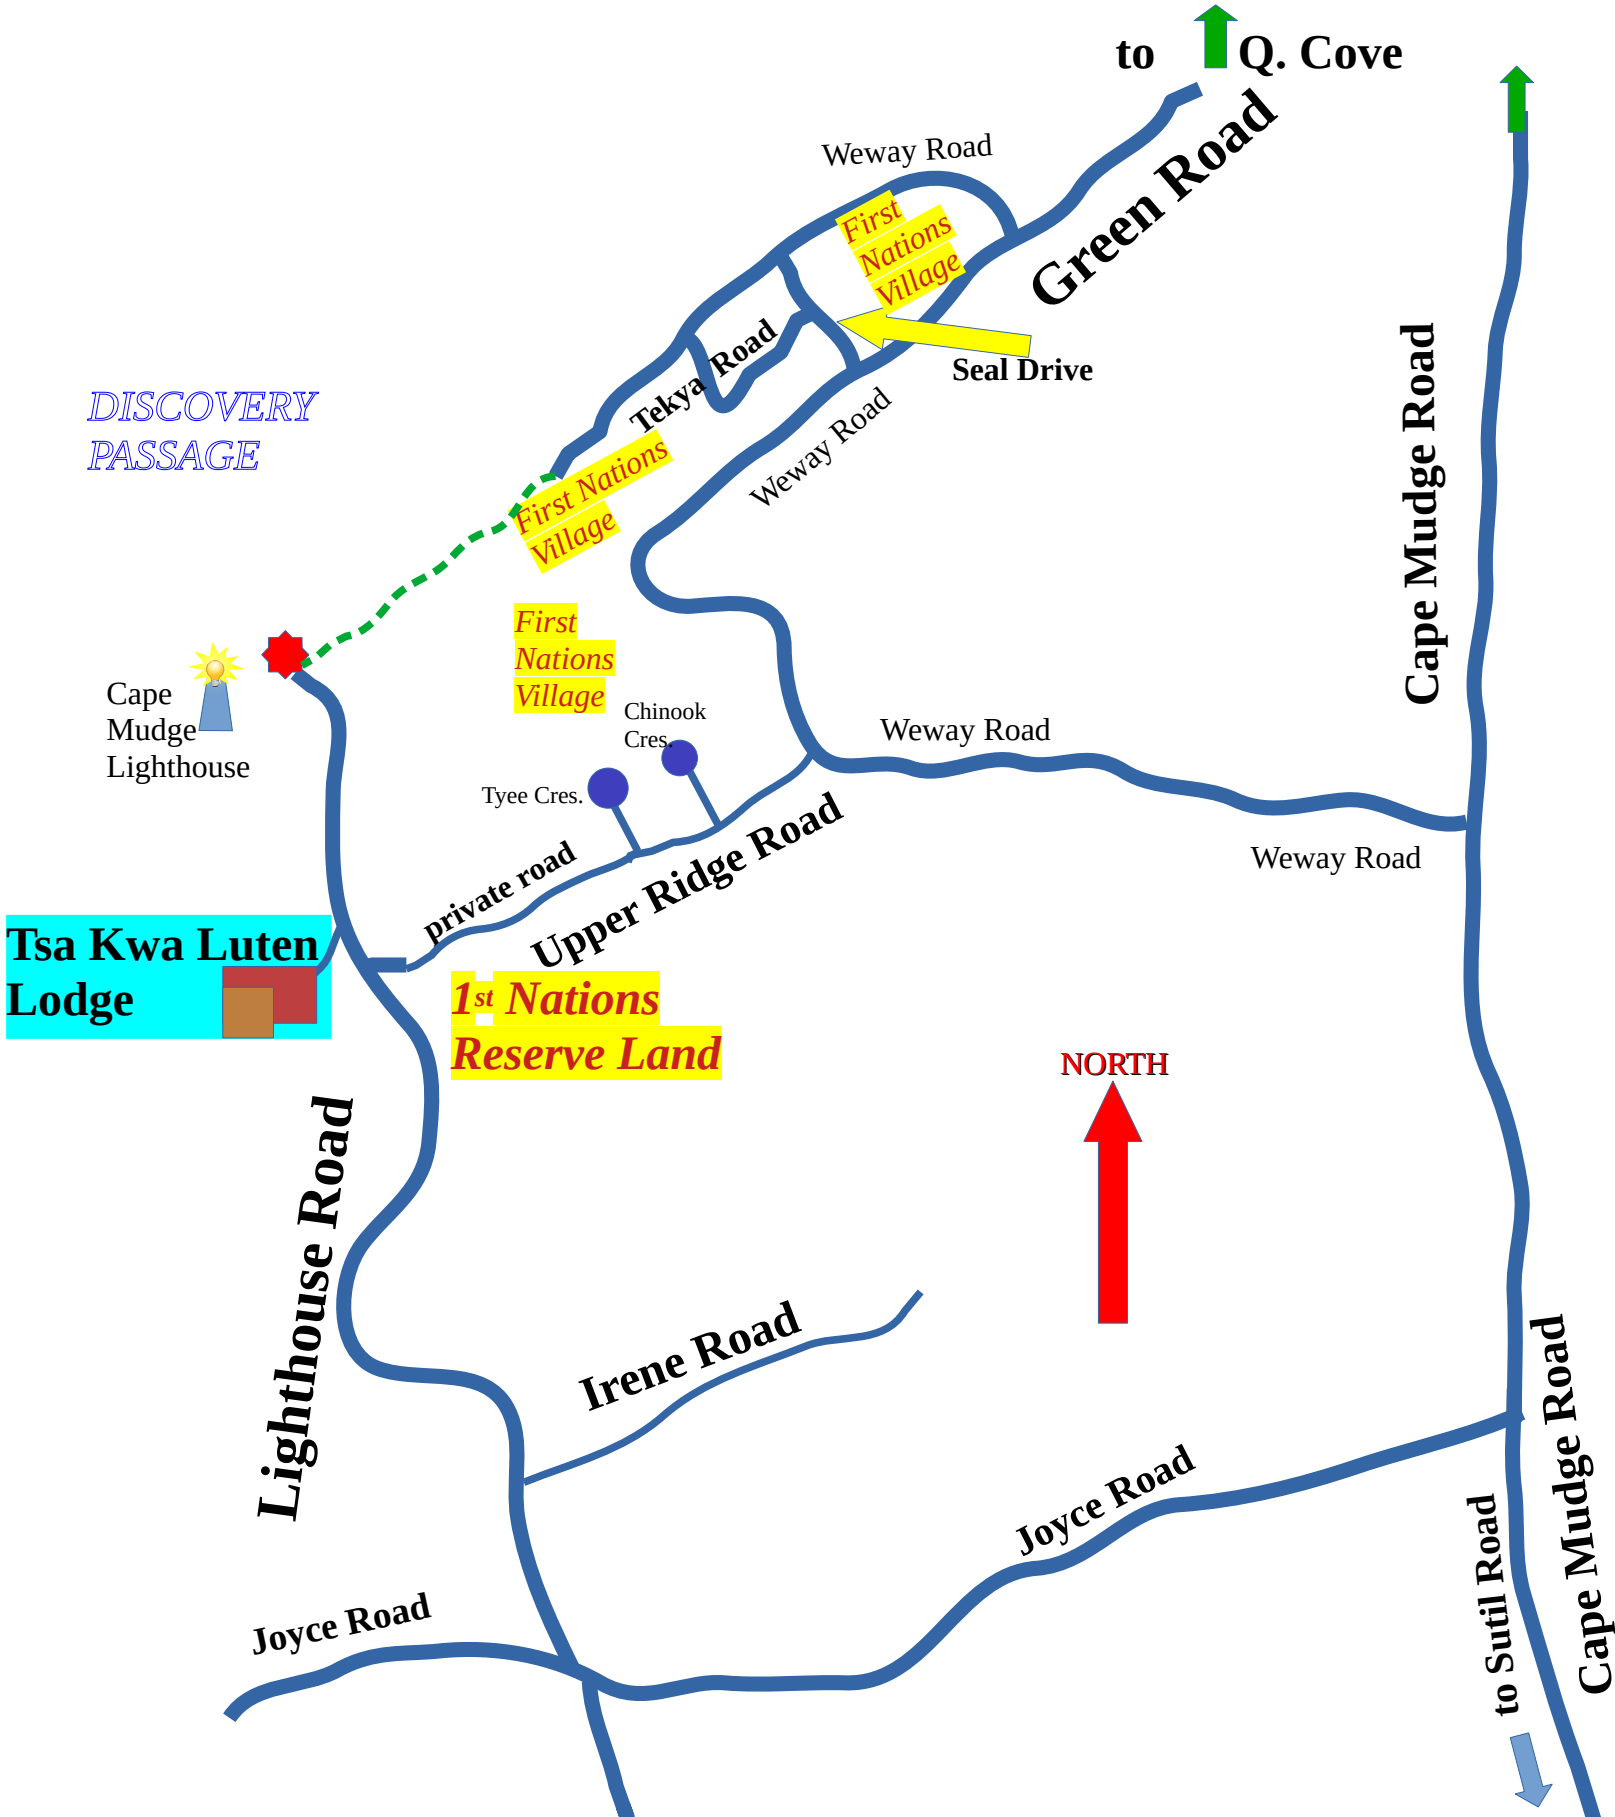 to Q. Cove
Weway Road
Green Road
First
Nations
Village
Seal Drive
Tekya Road
Weway Road
DISCOVERY
PASSAGE
First Nations
Village
Cape Mudge Road
First
Nations
Village
Cape
Mudge
Lighthouse
Chinook
Cres.
Weway Road
Tyee Cres.
Weway Road
private road
Upper Ridge Road
Tsa Kwa Luten
Lodge
1st Nations
Reserve Land
NORTH
Lighthouse Road
Irene Road
Cape Mudge Road
Joyce Road
to Sutil Road
Joyce Road